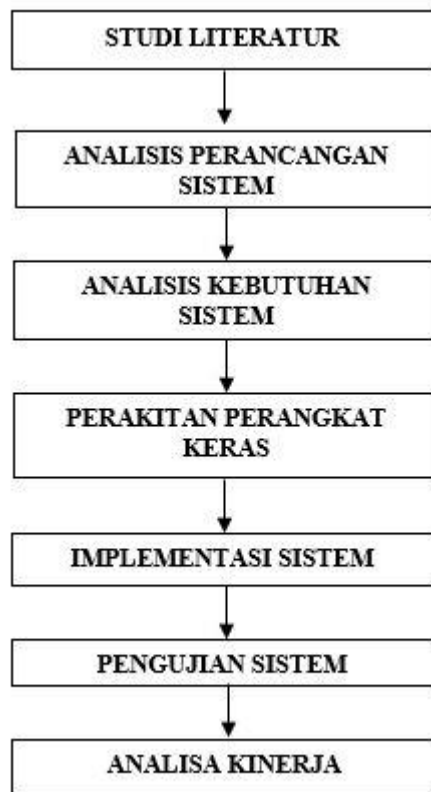 STUDI LITERATUR
ANALISIS PERANCANGAN
SISTEM
ANALISIS KEBUTUHAN
SISTEM
PERAKITAN PERANGKAT
KERAS
IMPLEMENTASI SISTEM
PENGUJIAN SISTEM
ANALISA KINERJA